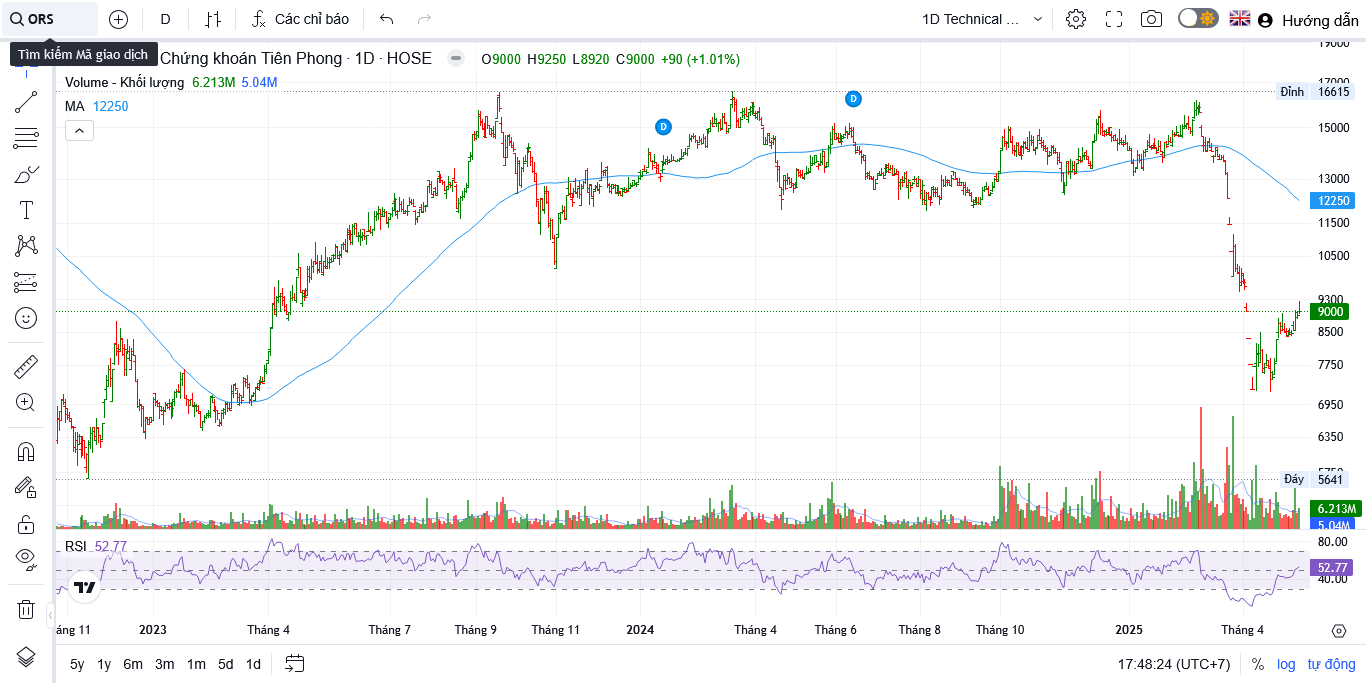 ORS
D
Các chỉ báo
1D Technical ...
Hướng dẫn
Tìm kiếm Mã giao dịch
Chứng khoán Tiên Phong · 1D · HOSE
O9000 H9250 L8920 C9000 +90 (+1.01%)
Volume - Khối lượng 6.213M 5.04M
MA 12250
19000
17000
Đỉnh 16615
D
D
15000
13000
12250
11500
10500
9300
9000
8500
7750
6950
6350
5750
Đáy 5641
6.213M
5.04M
RSI 52.77
80.00
52.77
40.00
áng 11 2023 Tháng 4 Tháng 7 Tháng 9 Tháng 11 2024 Tháng 4 Tháng 6 Tháng 8 Tháng 10 2025 Tháng 4
5y 1y 6m 3m 1m 5d 1d
17:48:24 (UTC+7) % log tự động